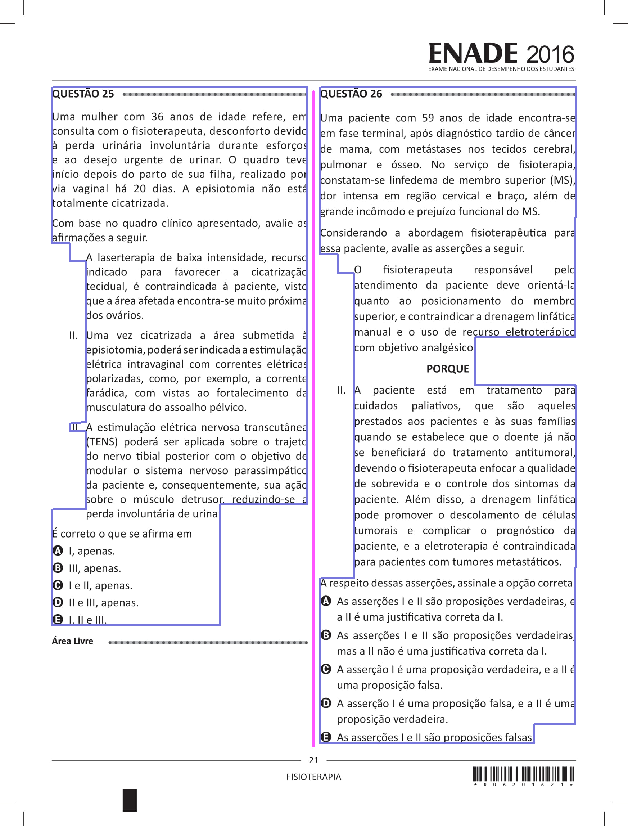 ENADE 2016
EXAME NACIONAL DE DESEMPENHO DOS ESTUDANTES
QUESTÃO 25
Uma mulher com 36 anos de idade refere, em
consulta com o fisioterapeuta, desconforto devido
à perda urinária involuntária durante esforços
e ao desejo urgente de urinar. O quadro teve
início depois do parto de sua filha, realizado por
via vaginal há 20 dias. A episiotomia não está
totalmente cicatrizada.
Com base no quadro clínico apresentado, avalie as
afirmações a seguir.
A laserterapia de baixa intensidade, recurso
indicado para favorecer a cicatrização
tecidual, é contraindicada à paciente, visto
que a área afetada encontra-se muito próxima
dos ovários.
II. Uma vez cicatrizada a área submetida à
episiotomia, poderá ser indicada a estimulação
elétrica intravaginal com correntes elétricas
polarizadas, como, por exemplo, a corrente
farádica, com vistas ao fortalecimento da
musculatura do assoalho pélvico.
III. A estimulação elétrica nervosa transcutânea
(TENS) poderá ser aplicada sobre o trajeto
do nervo tibial posterior com o objetivo de
modular o sistema nervoso parassimpático
da paciente e, consequentemente, sua ação
sobre o músculo detrusor, reduzindo-se a
perda involuntária de urina
É correto o que se afirma em
A I, apenas.
B III, apenas.
C I e II, apenas.
D II e III, apenas.
E I, II e III.
Área Livre
QUESTÃO 26
Uma paciente com 59 anos de idade encontra-se
em fase terminal, após diagnóstico tardio de câncer
de mama, com metástases nos tecidos cerebral,
pulmonar e ósseo. No serviço de fisioterapia,
constatam-se linfedema de membro superior (MS),
dor intensa em região cervical e braço, além de
grande incômodo e prejuízo funcional do MS.
Considerando a abordagem fisioterapêutica para
essa paciente, avalie as asserções a seguir.
O fisioterapeuta responsável pelo
atendimento da paciente deve orientá-la
quanto ao posicionamento do membro
superior, e contraindicar a drenagem linfática
manual e o uso de recurso eletroterápico
com objetivo analgésico
PORQUE
II. A paciente está em tratamento para
cuidados paliativos, que são aqueles
prestados aos pacientes e às suas famílias
quando se estabelece que o doente já não
se beneficiará do tratamento antitumoral,
devendo o fisioterapeuta enfocar a qualidade
de sobrevida e o controle dos sintomas da
paciente. Além disso, a drenagem linfática
pode promover o descolamento de células
tumorais e complicar o prognóstico da
paciente, e a eletroterapia é contraindicada
para pacientes com tumores metastáticos.
A respeito dessas asserções, assinale a opção correta
A As asserções I e II são proposições verdadeiras, e
a II é uma justificativa correta da I.
B As asserções I e II são proposições verdadeiras,
mas a II não é uma justificativa correta da I.
C A asserção I é uma proposição verdadeira, e a II é
uma proposição falsa.
D A asserção I é uma proposição falsa, e a II é uma
proposição verdadeira.
E As asserções I e II são proposições falsas
21
FISIOTERAPIA